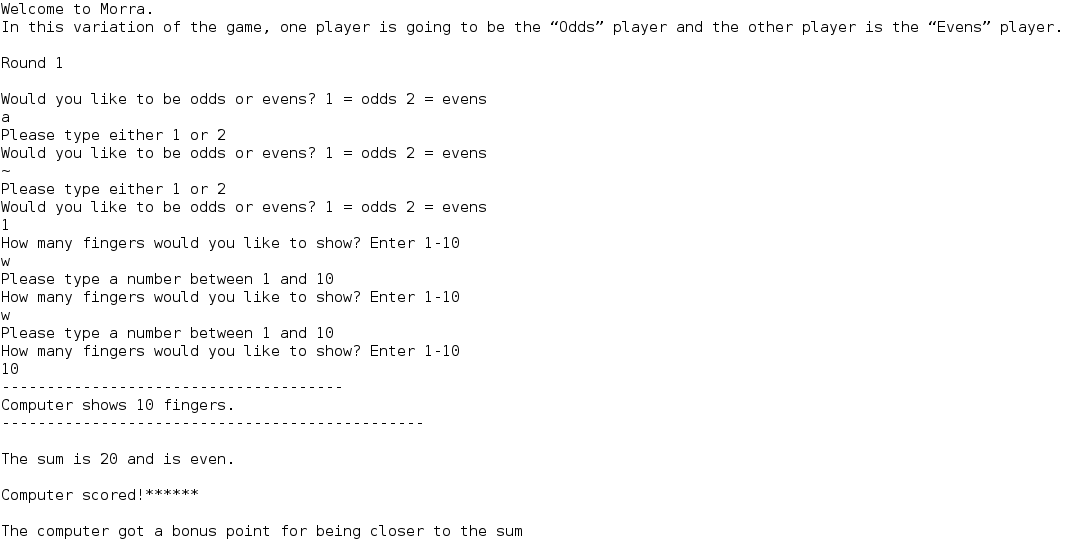 Welcome to Morra.
In this variation of the game, one player is going to be the “Odds” player and the other player is the “Evens” player.
Round 1
Would you like to be odds or evens? 1 = odds 2 = evens
a
Please type either 1 or 2
Would you like to be odds or evens? 1 = odds 2 = evens
~
Please type either 1 or 2
Would you like to be odds or evens? 1 = odds 2 = evens
1
How many fingers would you like to show? Enter 1-10
w
Please type a number between 1 and 10
How many fingers would you like to show? Enter 1-10
w
Please type a number between 1 and 10
How many fingers would you like to show? Enter 1-10
10
--------------------------------------
Computer shows 10 fingers.
-----------------------------------------------
The sum is 20 and is even.
Computer scored!******
The computer got a bonus point for being closer to the sum